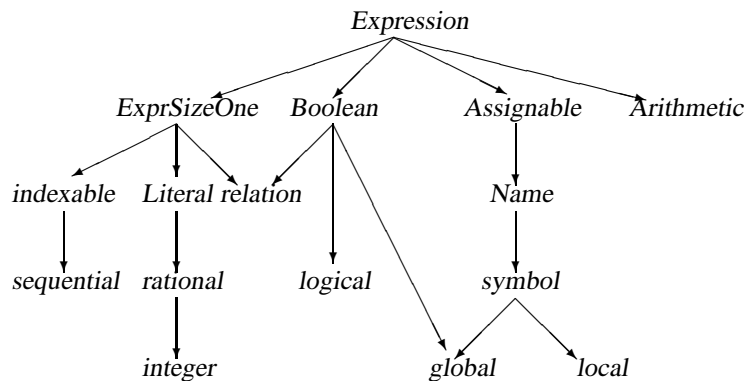 Expression
ExprSizeOne Boolean Assignable Arithmetic
indexable Literal relation Name
sequential rational logical symbol
integer global local